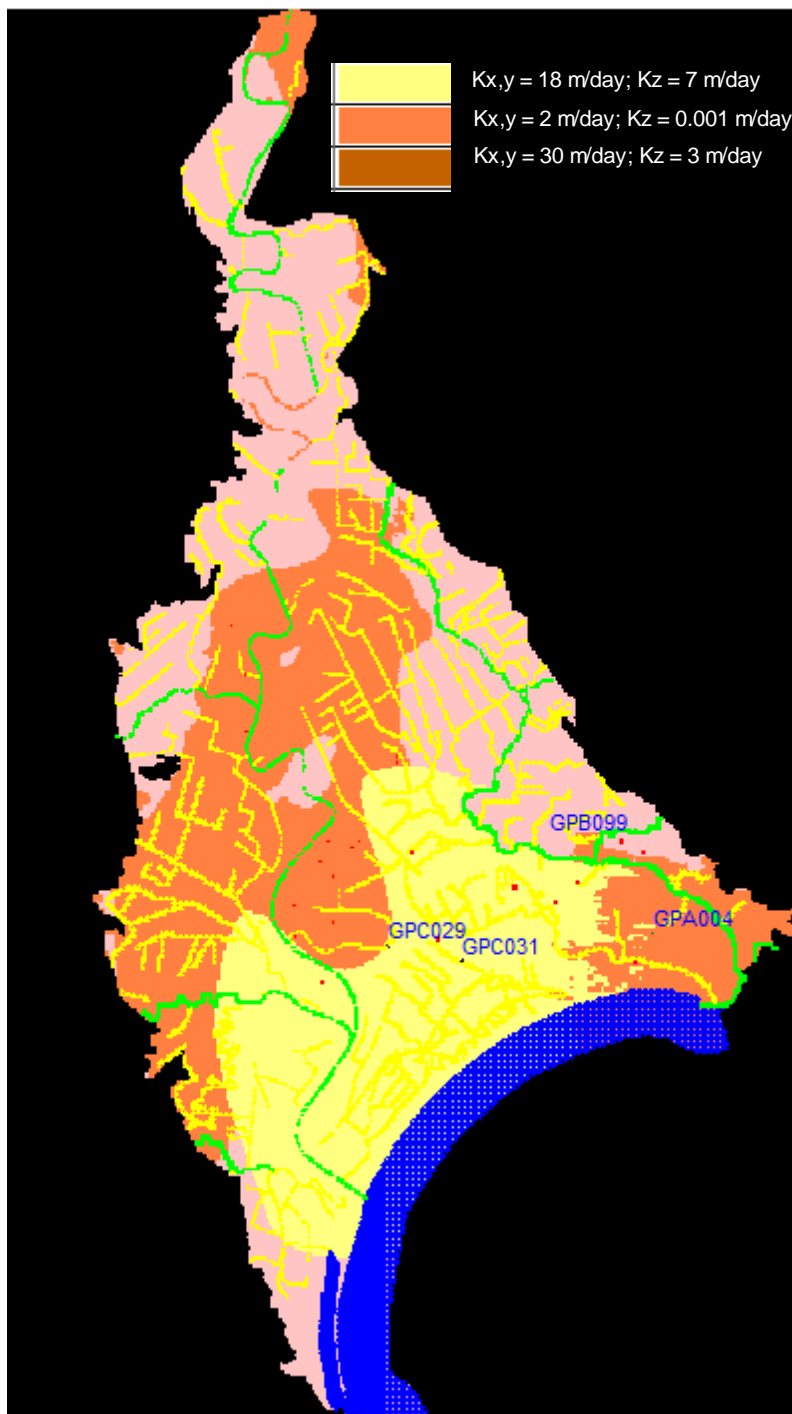 Kx,y = 18 m/day; Kz = 7 m/day
Kx,y = 2 m/day; Kz = 0.001 m/day
Kx,y = 30 m/day; Kz = 3 m/day
GPB099
GPA004
GPC029
GPC031